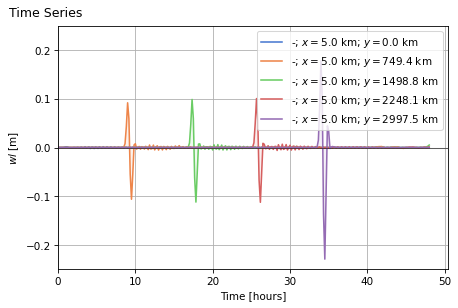 Time Series
-; x = 5.0 km; y = 0.0 km
-; x = 5.0 km; y = 749.4 km
-; x = 5.0 km; y = 1498.8 km
-; x = 5.0 km; y = 2248.1 km
-; x = 5.0 km; y = 2997.5 km
0.2
0.1
0.0
−0.1
−0.2
wl [m]
0 10 20 30 40 50
Time [hours]